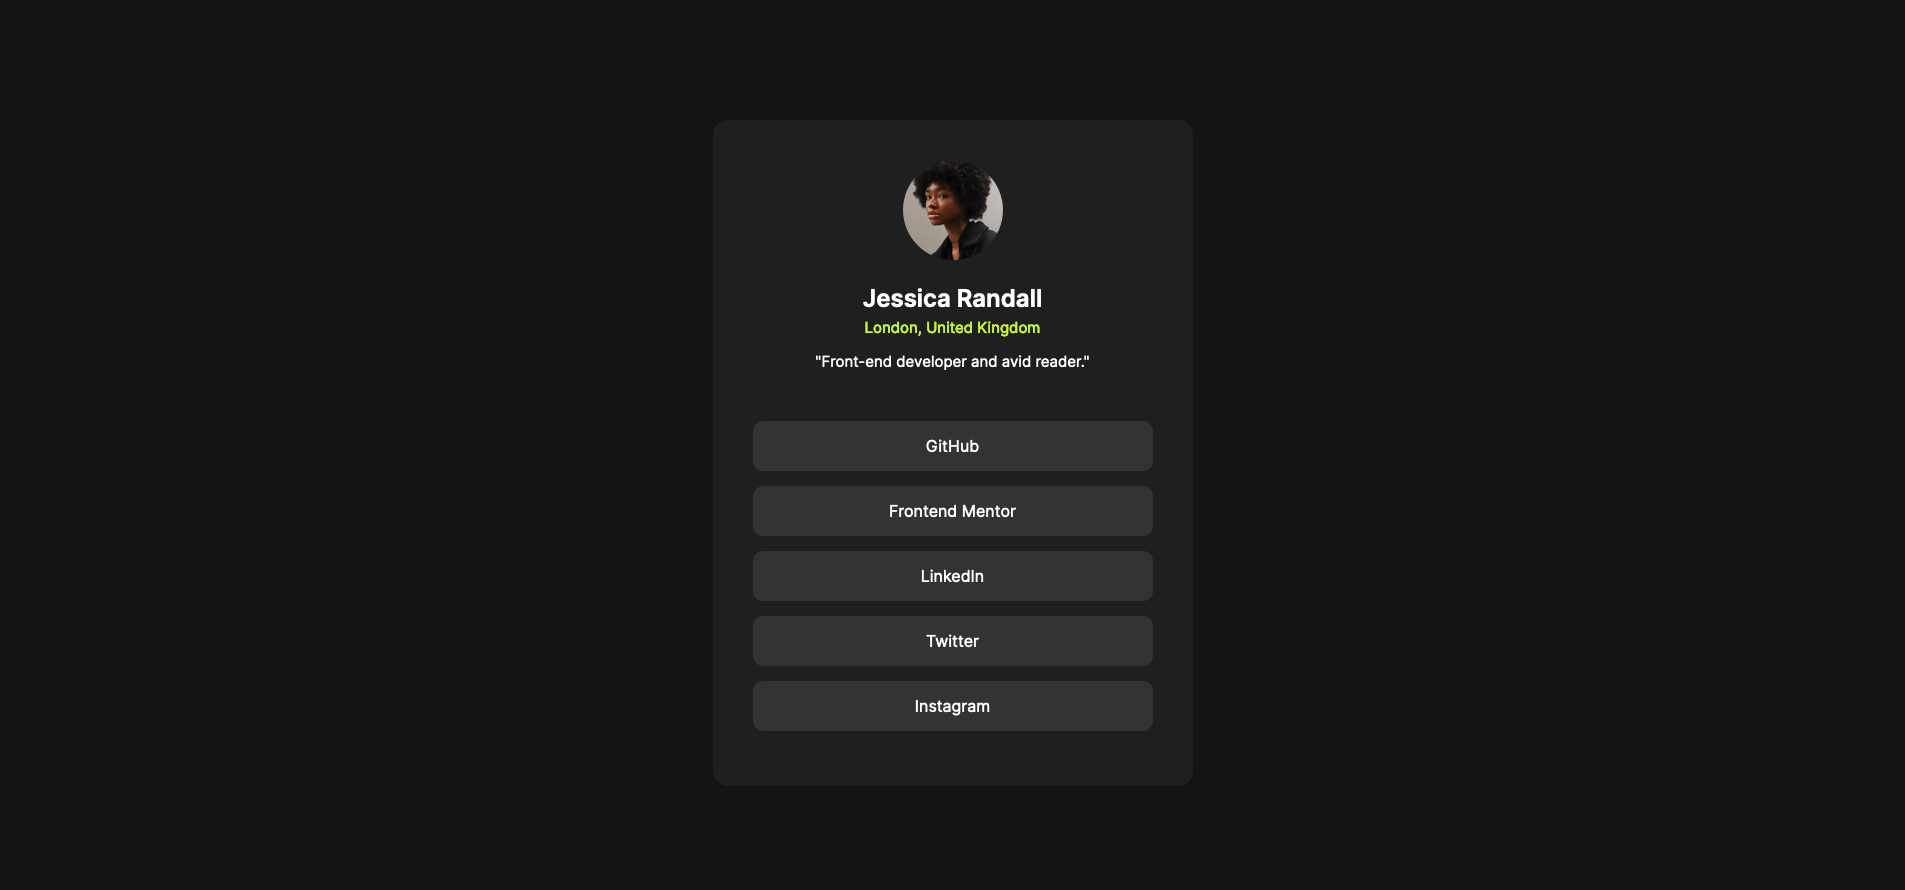 Jessica Randall
London, United Kingdom
"Front-end developer and avid reader."
GitHub
Frontend Mentor
LinkedIn
Twitter
Instagram